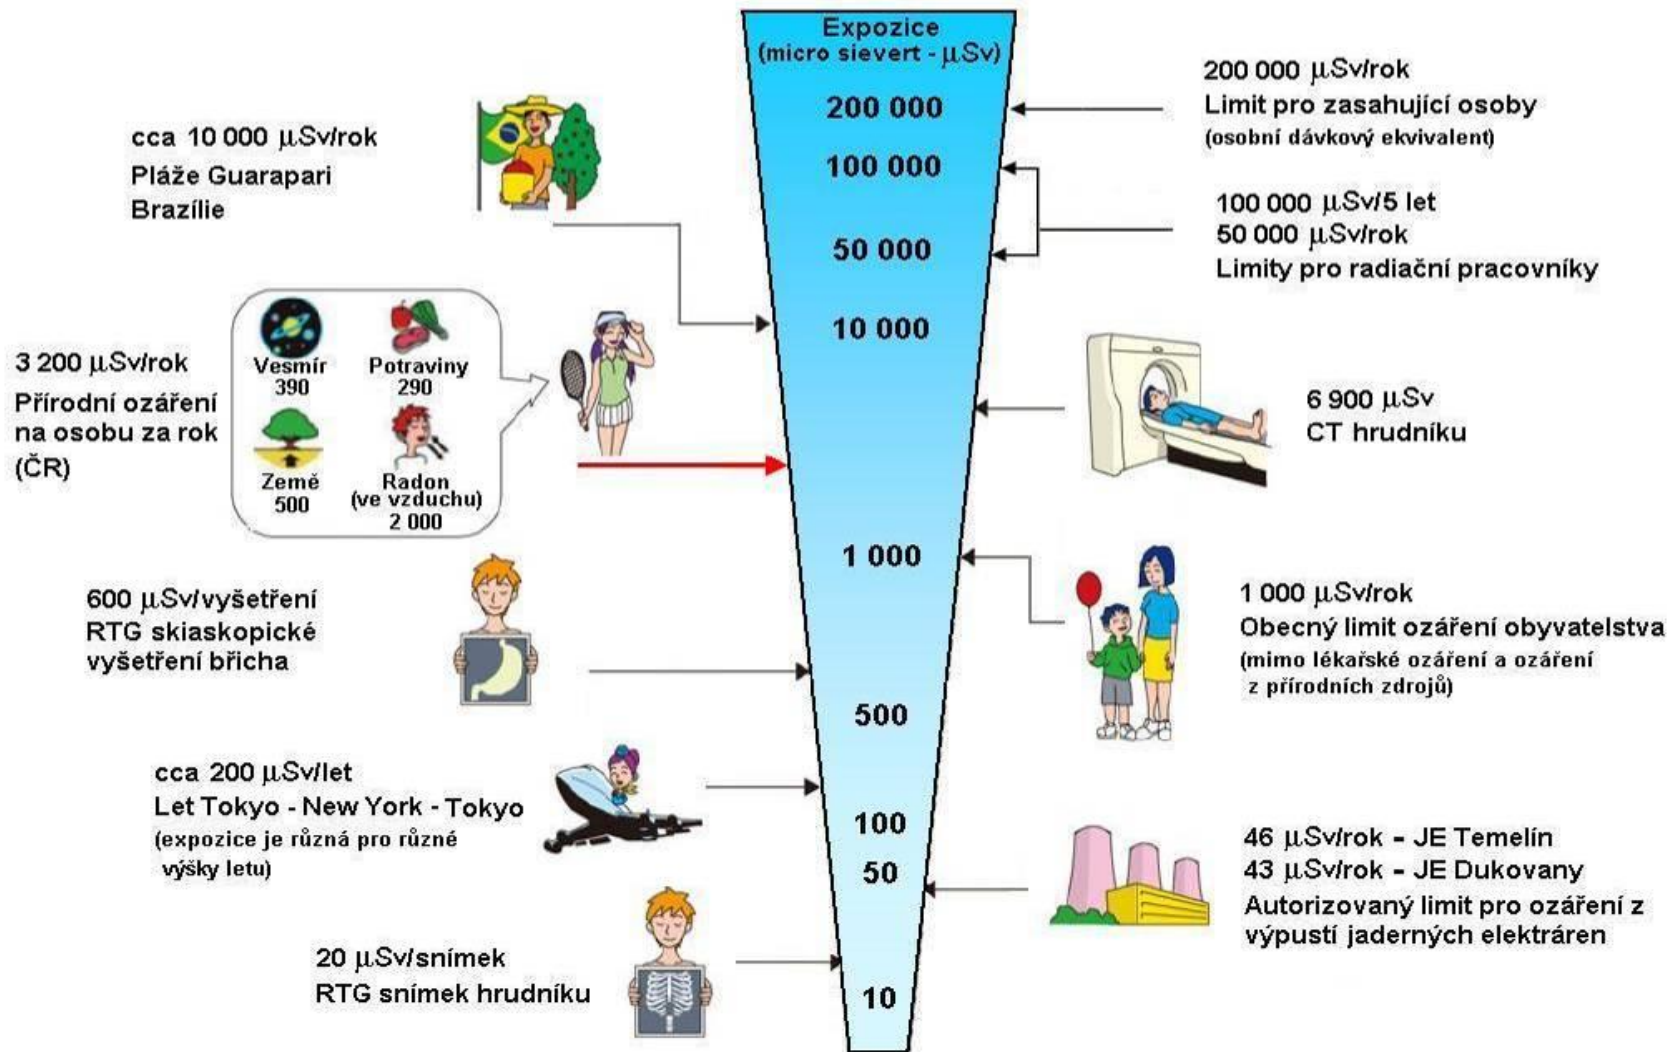 Expozice
(micro sievert - µSv)
200 000
100 000
50 000
10 000
1 000
500
100
50
10
cca 10 000 µSv/rok
Pláže Guarapari
Brazílie
3 200 µSv/rok
Přírodní ozáření
na osobu za rok
(ČR)
Vesmír
390
Potraviny
290
Země
500
Radon
(ve vzduchu)
2 000
600 µSv/vyšetření
RTG skiaskopické
vyšetření břicha
cca 200 µSv/let
Let Tokyo - New York - Tokyo
(expozice je různá pro různé
výšky letu)
20 µSv/snímek
RTG snímek hrudníku
200 000 µSv/rok
Limit pro zasahující osoby
(osobní dávkový ekvivalent)
100 000 µSv/5 let
50 000 µSv/rok
Limity pro radiační pracovníky
6 900 µSv
CT hrudníku
1 000 µSv/rok
Obecný limit ozáření obyvatelstva
(mimo lékařské ozáření a ozáření
z přírodních zdrojů)
46 µSv/rok - JE Temelín
43 µSv/rok - JE Dukovany
Autorizovaný limit pro ozáření z
výpustí jaderných elektráren